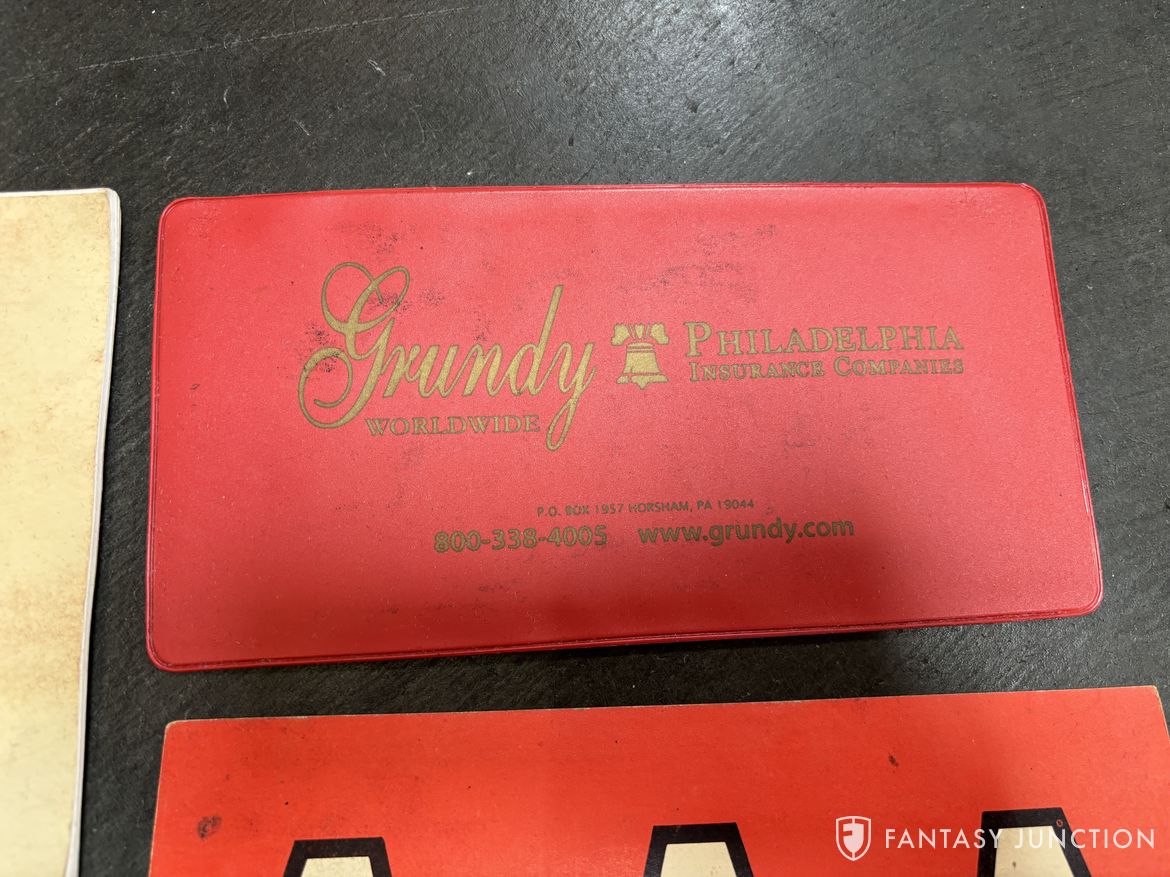 Grundy
WORLDWIDE
PHILADELPHIA
INSURANCE COMPANIES
P.O. BOX 1957 HORSHAM, PA 19044
800-338-4005 www.grundy.com
FANTASY JUNCTION